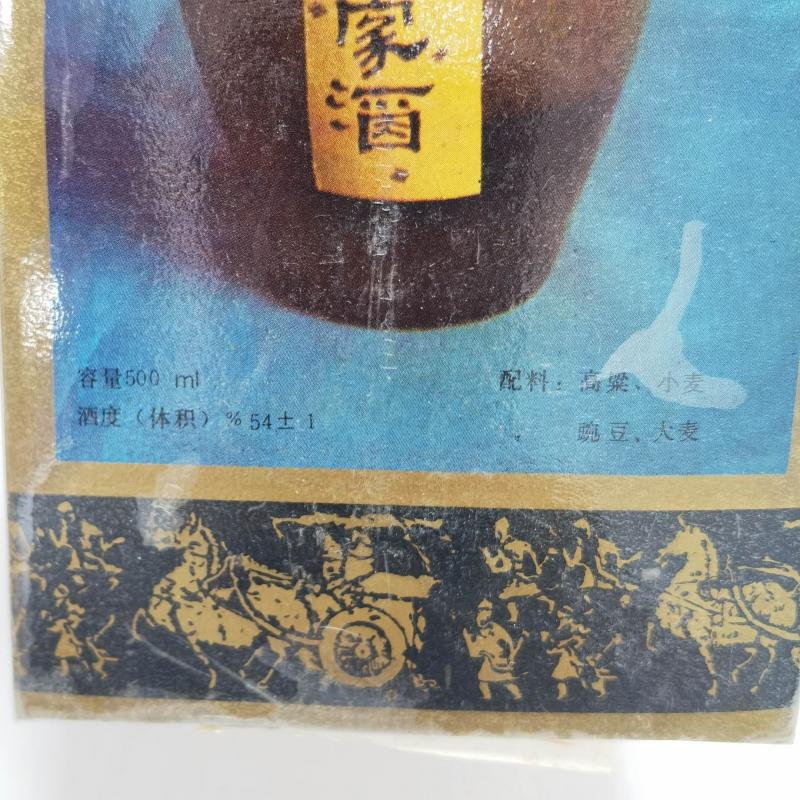 家酒
容量500 ml
酒度（体积）% 54± 1
配料：高粱、小麦
豌豆、大麦